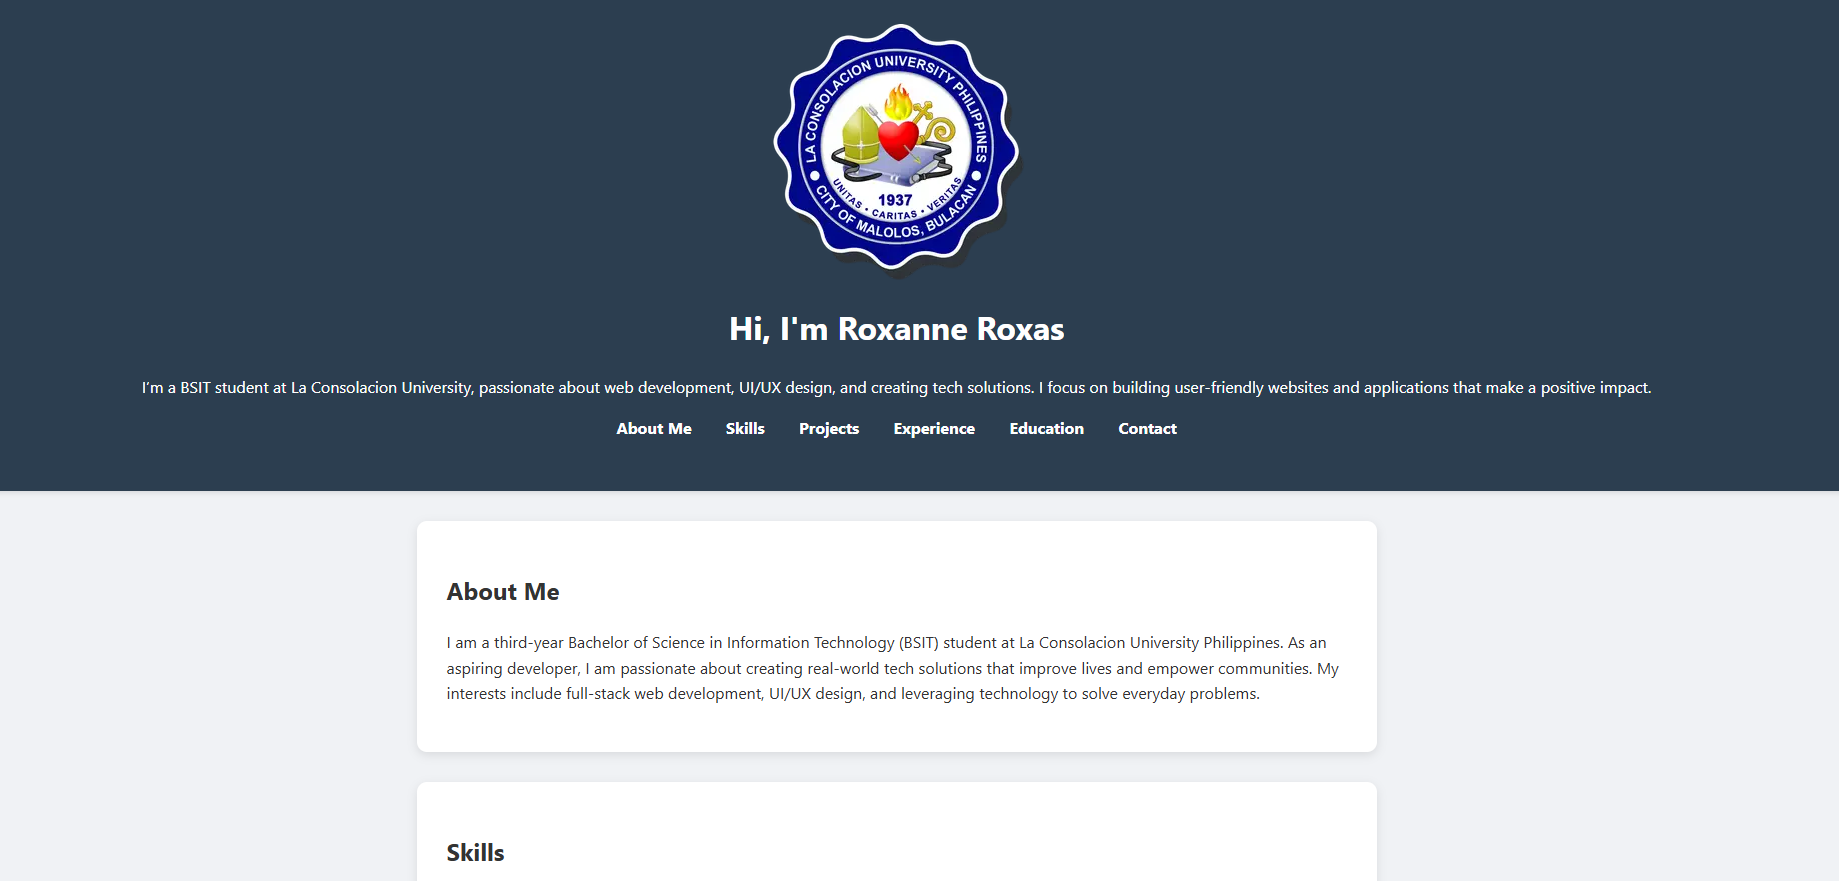 LA CONSOLACION UNIVERSITY PHILIPPINES
1937
UNITAS • CARITAS • VERITAS
CITY OF MALOLOS, BULACAN
Hi, I'm Roxanne Roxas
I’m a BSIT student at La Consolacion University, passionate about web development, UI/UX design, and creating tech solutions. I focus on building user-friendly websites and applications that make a positive impact.
About Me Skills Projects Experience Education Contact
About Me
I am a third-year Bachelor of Science in Information Technology (BSIT) student at La Consolacion University Philippines. As an
aspiring developer, I am passionate about creating real-world tech solutions that improve lives and empower communities. My
interests include full-stack web development, UI/UX design, and leveraging technology to solve everyday problems.
Skills